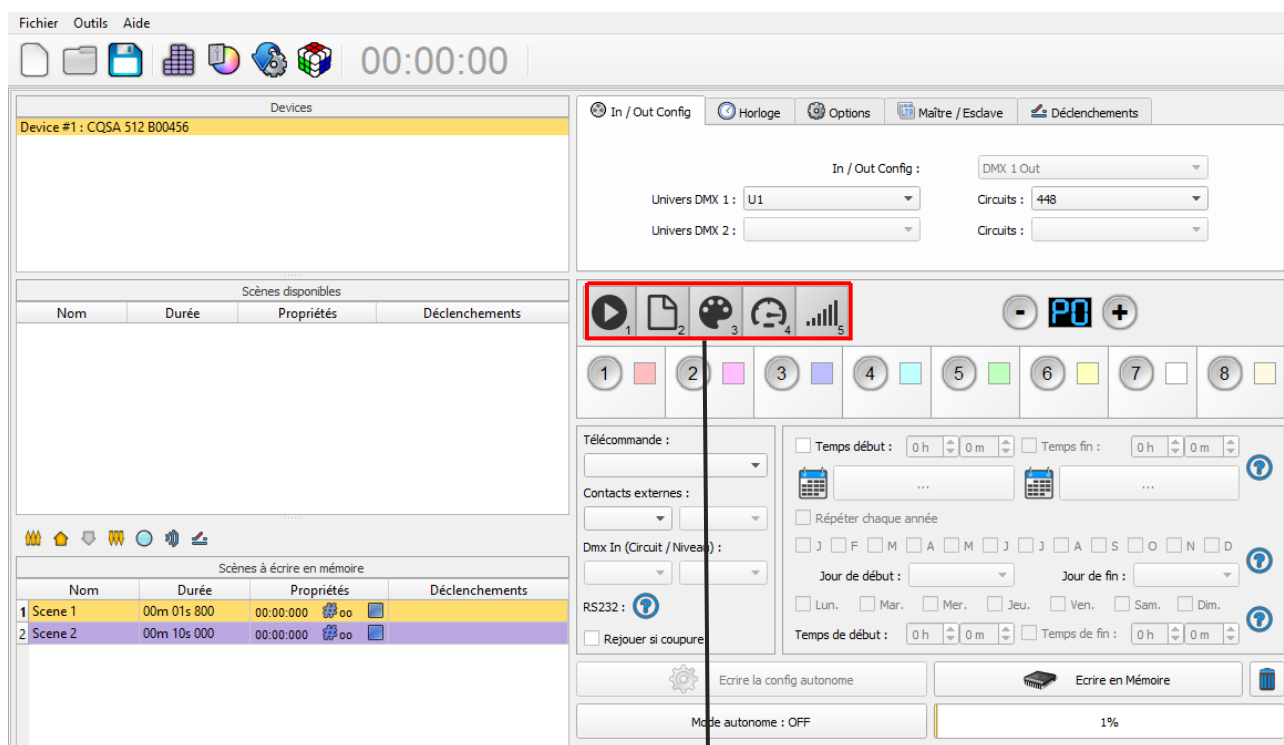 Fichier Outils Aide
00:00:00
Devices
Device #1 : CQSA 512 B00456
Scènes disponibles
Nom Durée Propriétés Déclenchements
Scènes à écrire en mémoire
Nom Durée Propriétés Déclenchements
1 Scene 1 00m 01s 800 00:00:000 # oo
2 Scene 2 00m 10s 000 00:00:000 # oo
In / Out Config Horloge Options LTP Maître / Esclave Déclenchements
In / Out Config : DMX 1 Out
Univers DMX 1 : U1 Circuits : 448
Univers DMX 2 : Circuits :
1 2 3 4 5 - P0 +
1 2 3 4 5 6 7 8
Télécommande :
Contacts externes :
Dmx In (Circuit / Niveau) :
RS232 : ?
Rejouer si coupure
Temps début : 0 h 0 m Temps fin : 0 h 0 m ?
... ...
Répéter chaque année
J F M A M J J A S O N D ?
Jour de début : Jour de fin :
Lun. Mar. Mer. Jeu. Ven. Sam. Dim. ?
Temps de début : 0 h 0 m Temps de fin : 0 h 0 m
Ecrire la config autonome Ecrire en Mémoire
Mode autonome : OFF 1%